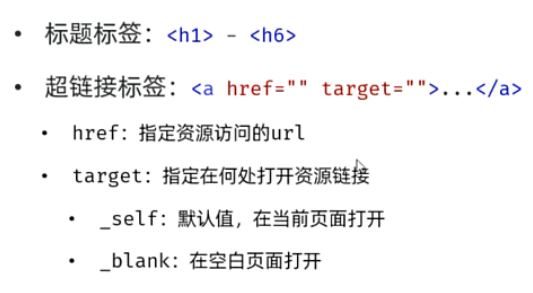 • 标题标签：<h1> - <h6>
• 超链接标签：<a href="" target="">...</a>
• href：指定资源访问的url
• target：指定在何处打开资源链接
• _self：默认值，在当前页面打开
• _blank：在空白页面打开